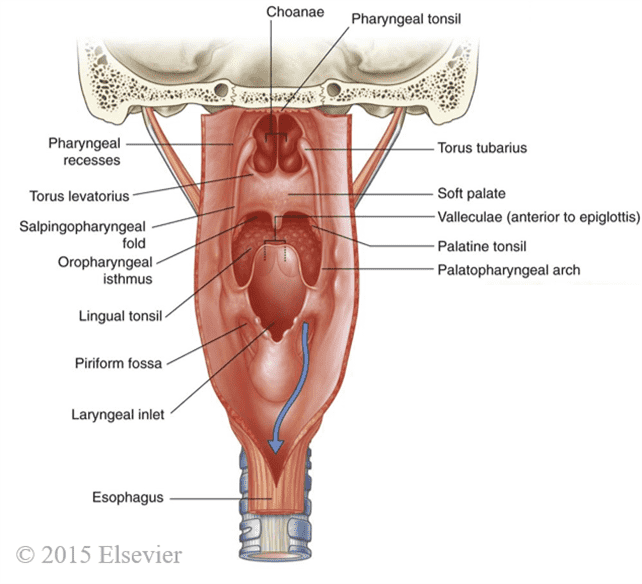 Choanae
Pharyngeal tonsil
Pharyngeal
recesses
Torus tubarius
Torus levatorius
Soft palate
Salpingopharyngeal
fold
Valleculae (anterior to epiglottis)
Oropharyngeal
isthmus
Palatine tonsil
Palatopharyngeal arch
Lingual tonsil
Piriform fossa
Laryngeal inlet
Esophagus
© 2015 Elsevier